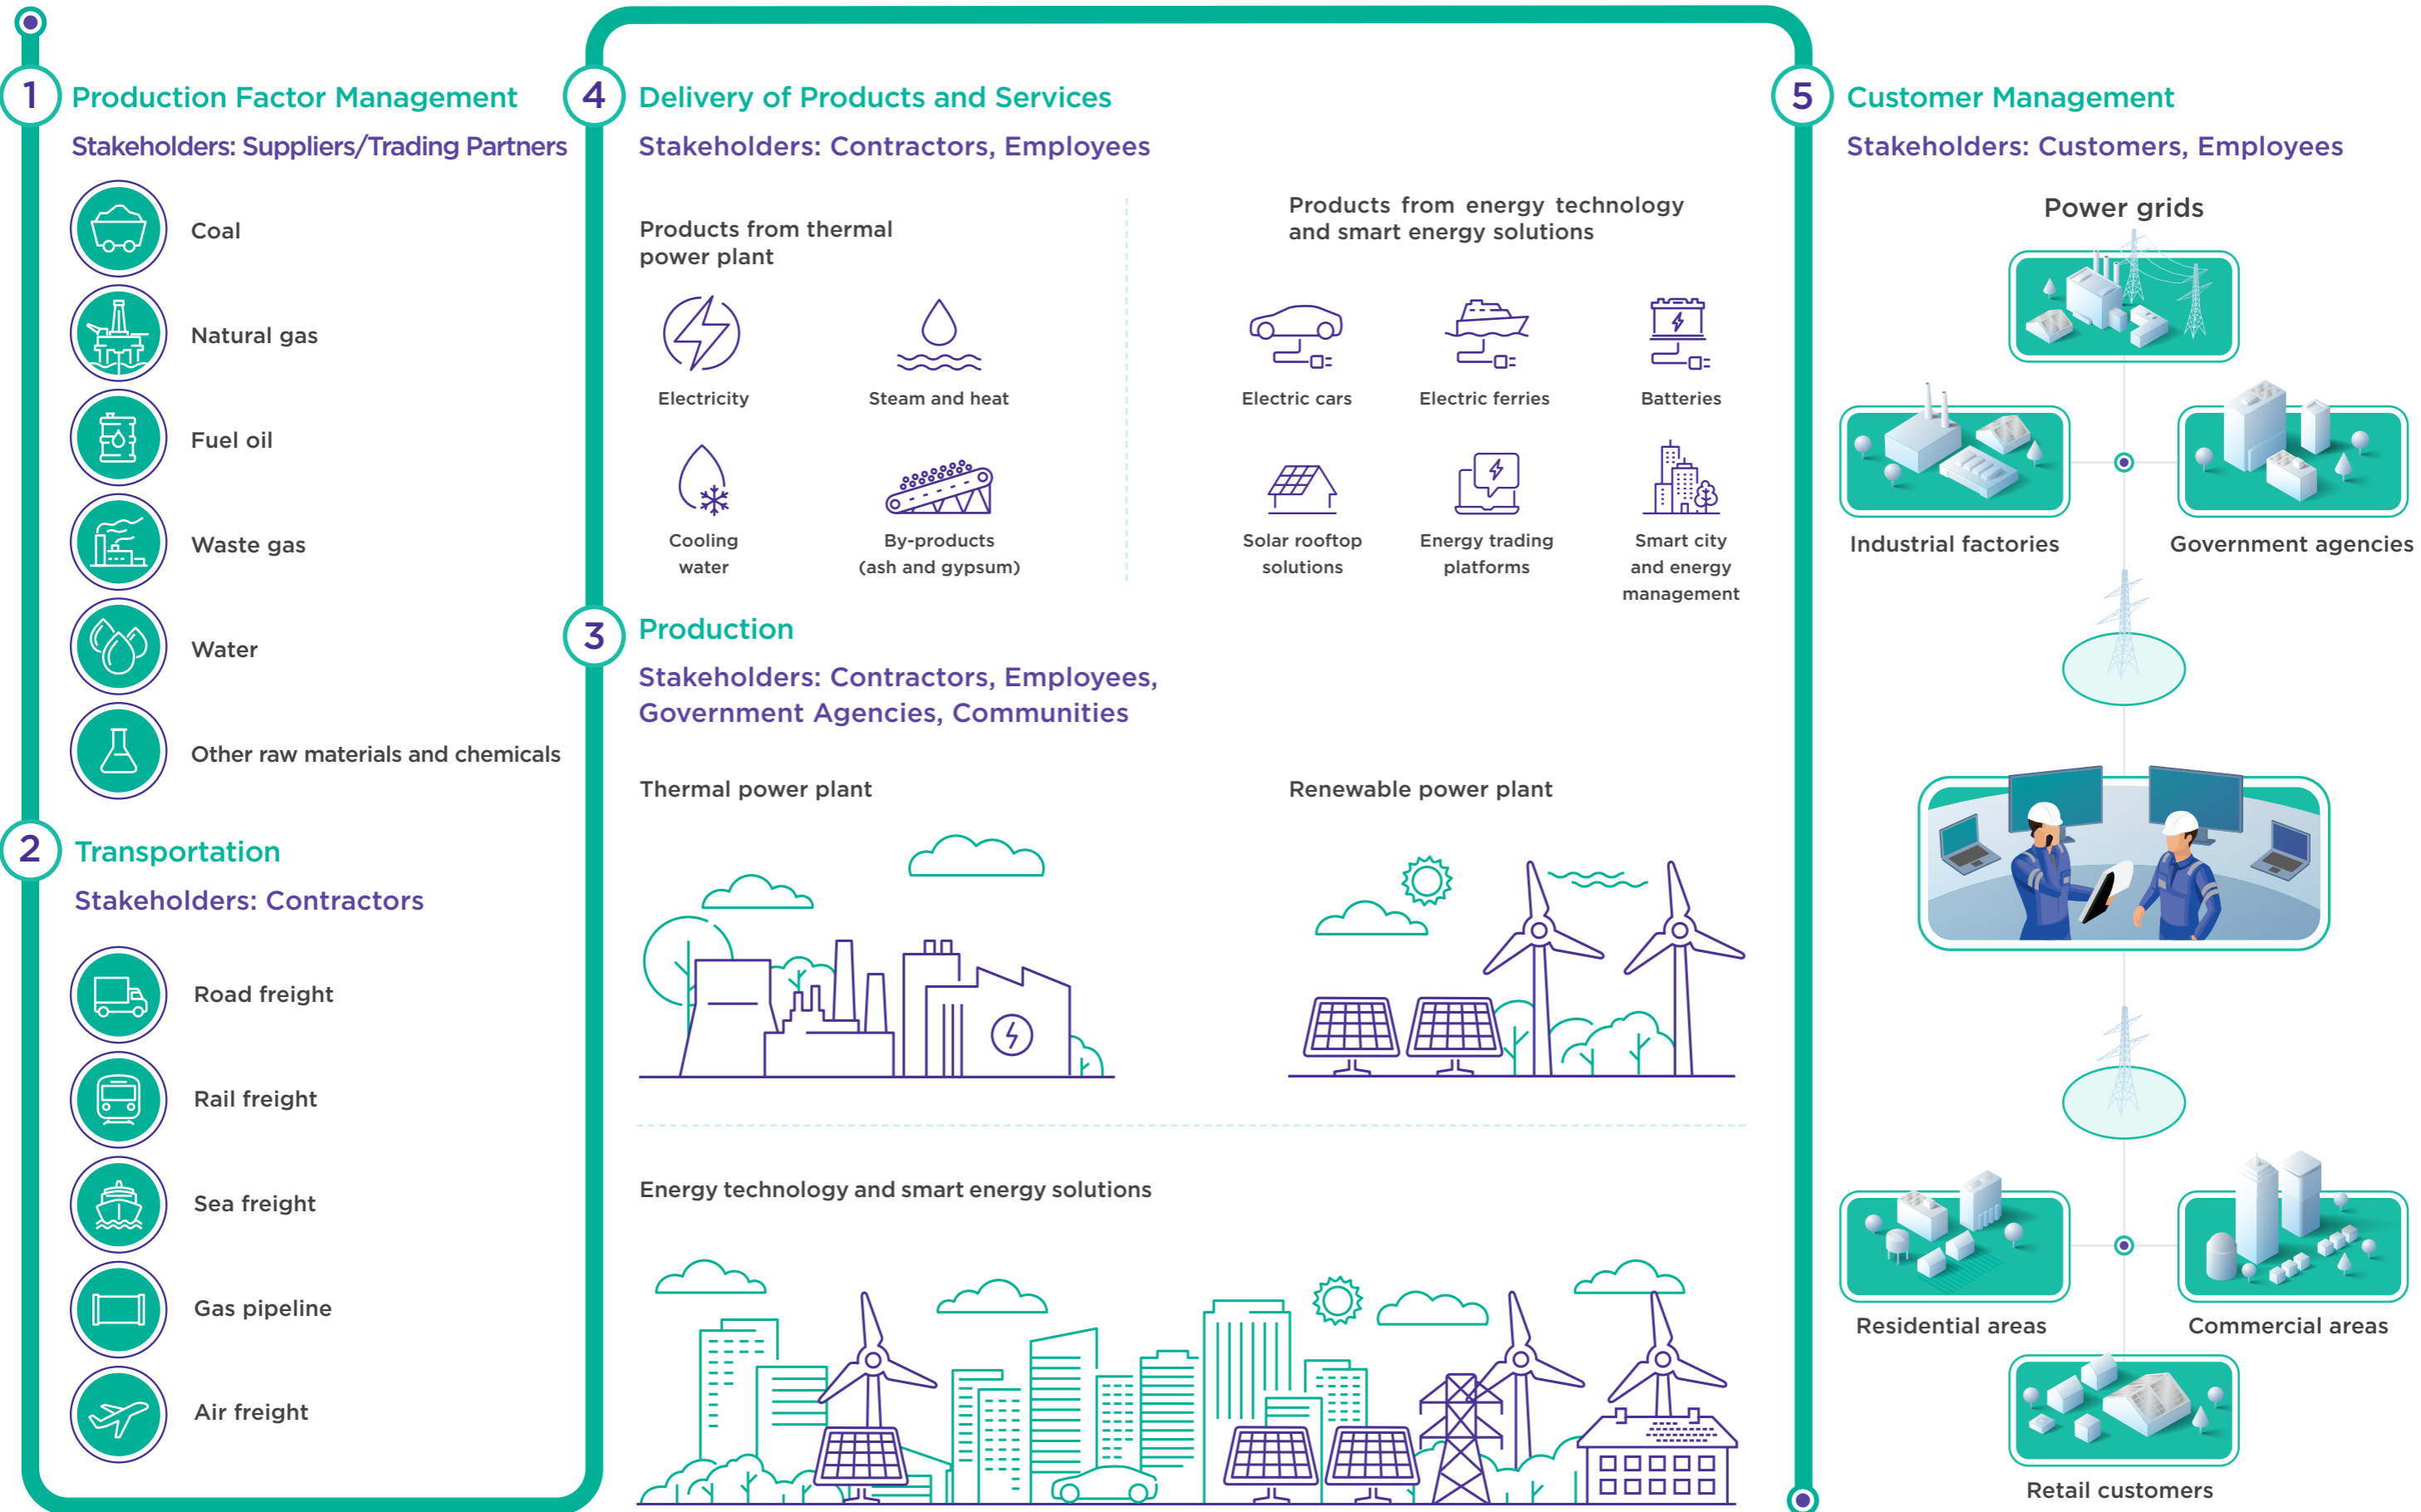 1
Production Factor Management
Stakeholders: Suppliers/Trading Partners
Coal
Natural gas
Fuel oil
Waste gas
Water
Other raw materials and chemicals
2
Transportation
Stakeholders: Contractors
Road freight
Rail freight
Sea freight
Gas pipeline
Air freight
3
Production
Stakeholders: Contractors, Employees,
Government Agencies, Communities
Thermal power plant
Renewable power plant
Energy technology and smart energy solutions
4
Delivery of Products and Services
Stakeholders: Contractors, Employees
Products from thermal
power plant
Electricity
Steam and heat
Cooling
water
By-products
(ash and gypsum)
Products from energy technology
and smart energy solutions
Electric cars
Electric ferries
Batteries
Solar rooftop
solutions
Energy trading
platforms
Smart city
and energy
management
5
Customer Management
Stakeholders: Customers, Employees
Power grids
Industrial factories
Government agencies
Residential areas
Commercial areas
Retail customers